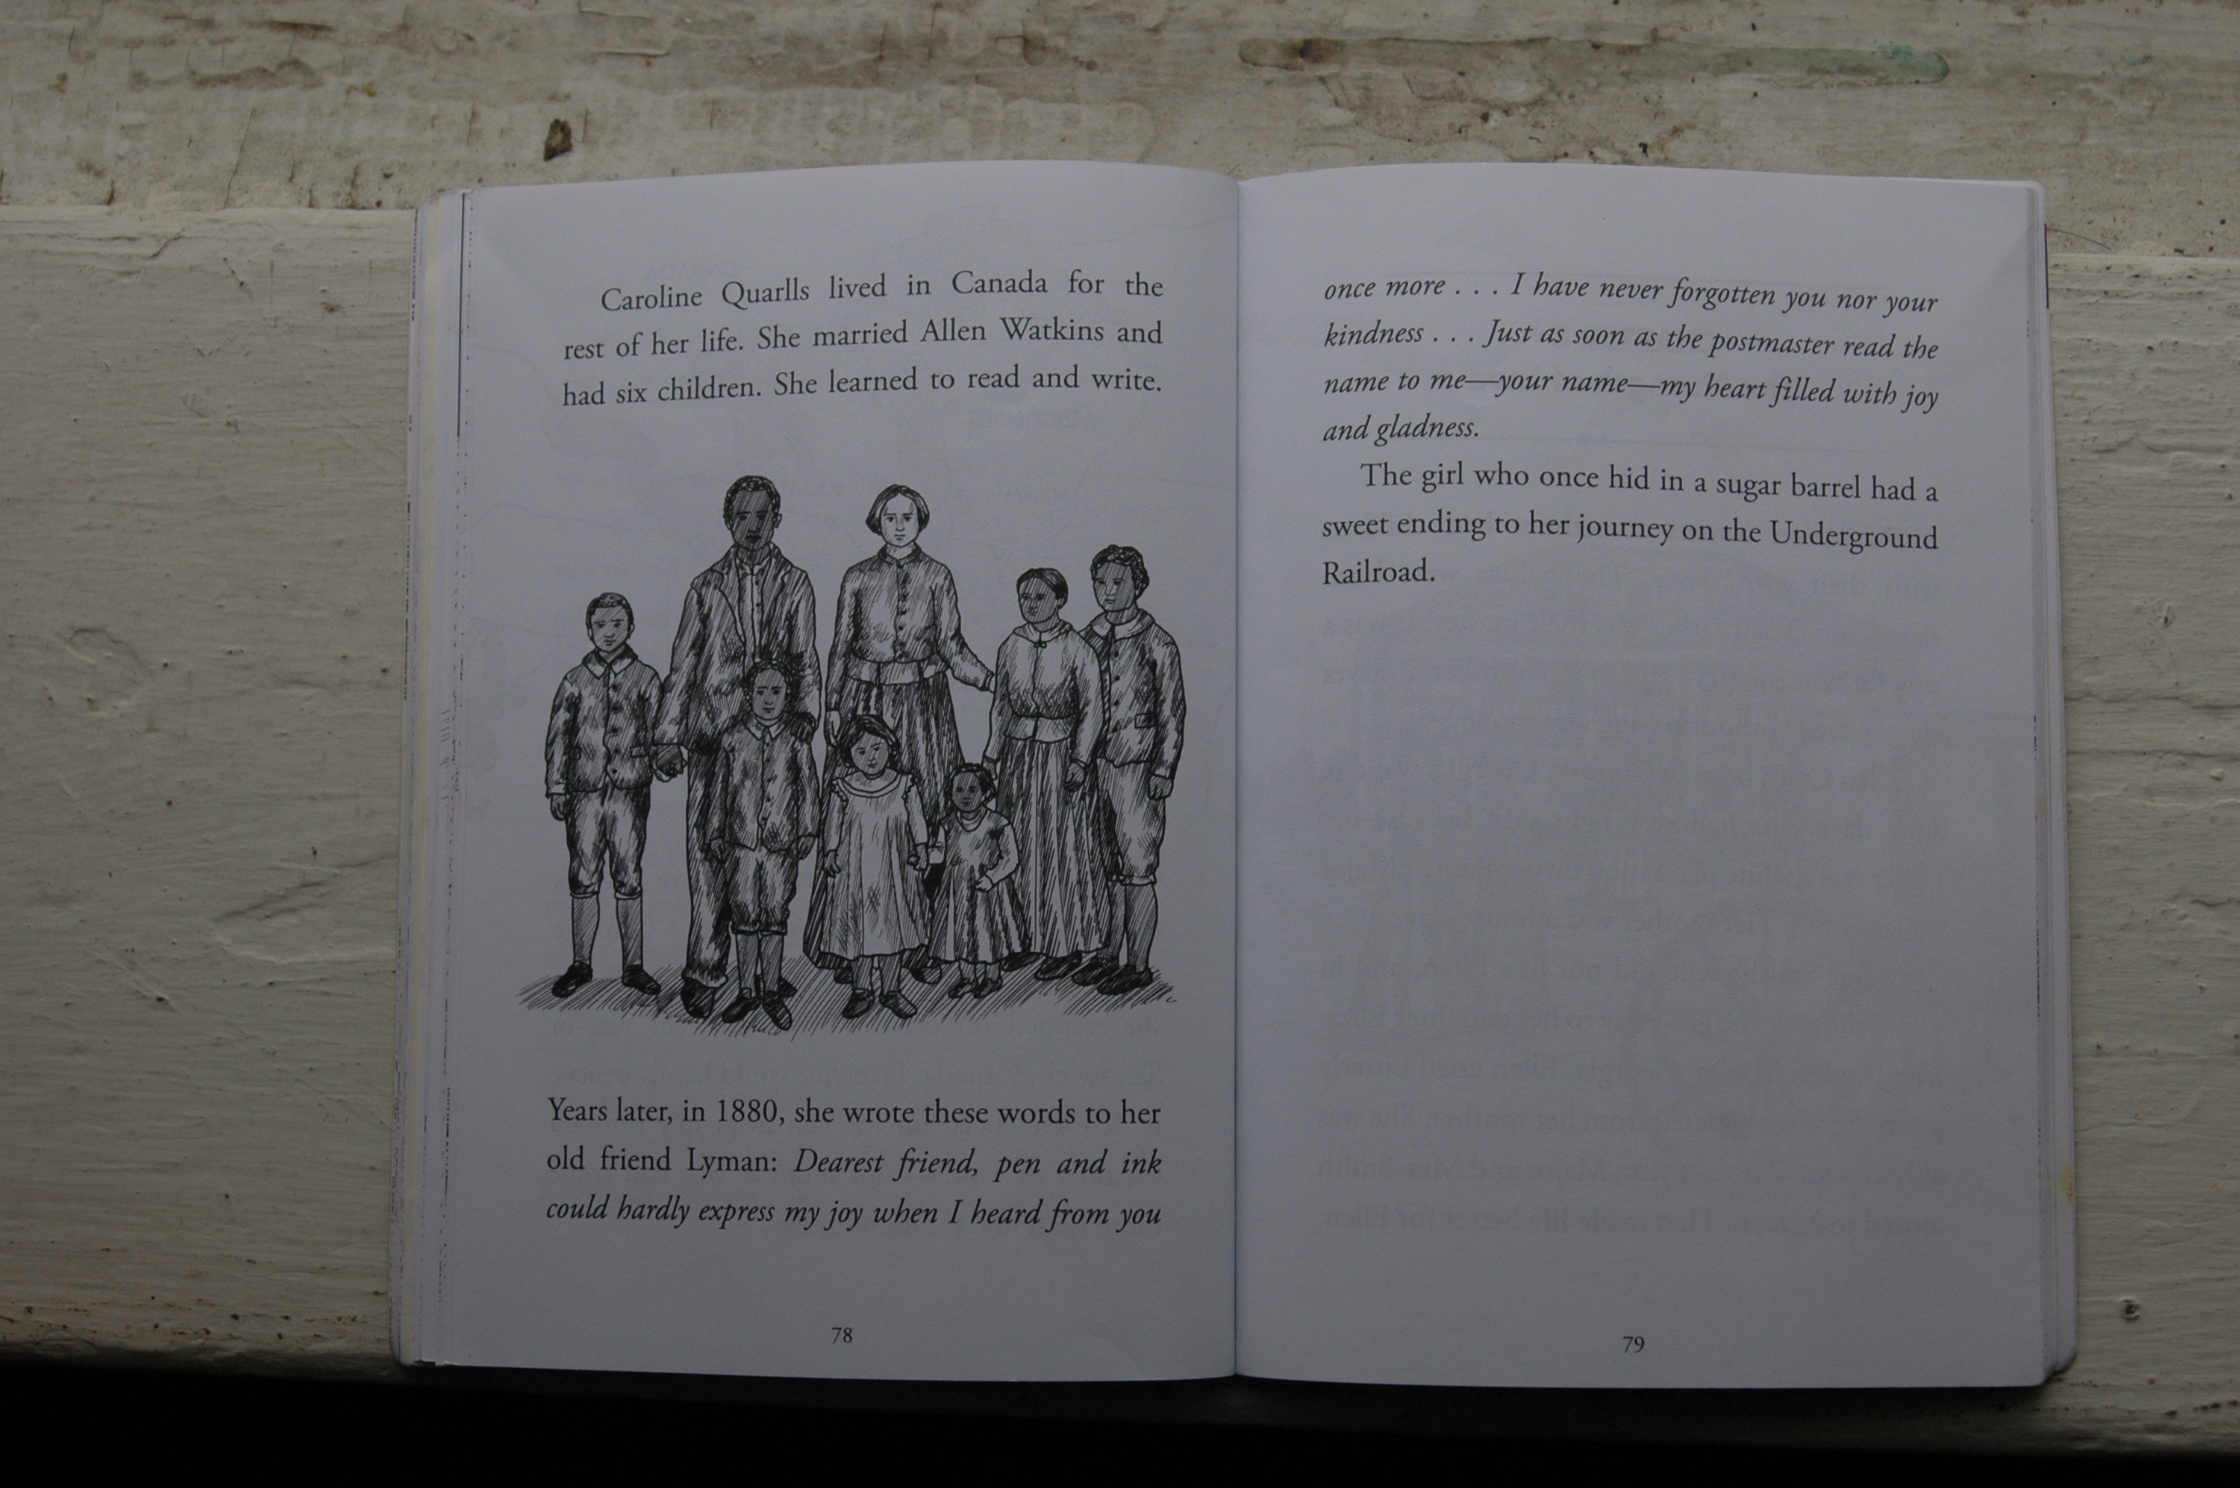 Caroline Quarlls lived in Canada for the
rest of her life. She married Allen Watkins and
had six children. She learned to read and write.
Years later, in 1880, she wrote these words to her
old friend Lyman: Dearest friend, pen and ink
could hardly express my joy when I heard from you
78
once more . . . I have never forgotten you nor your
kindness . . . Just as soon as the postmaster read the
name to me—your name—my heart filled with joy
and gladness.
The girl who once hid in a sugar barrel had a
sweet ending to her journey on the Underground
Railroad.
79